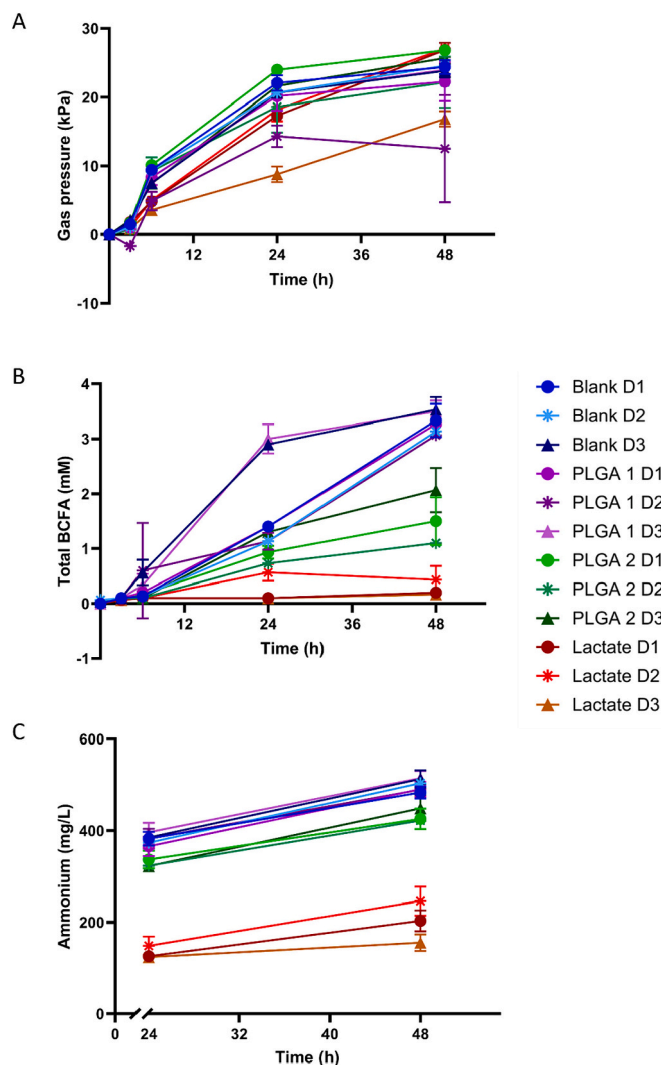 A
30
20
10
0
-10
Gas pressure (kPa)
12
24
36
48
Time (h)
B
4
3
2
1
0
-1
Total BCFA (mM)
12
24
36
48
Time (h)
Blank D1
Blank D2
Blank D3
PLGA 1 D1
PLGA 1 D2
PLGA 1 D3
PLGA 2 D1
PLGA 2 D2
PLGA 2 D3
Lactate D1
Lactate D2
Lactate D3
C
600
400
200
0
Ammonium (mg/L)
0
24
32
40
48
Time (h)